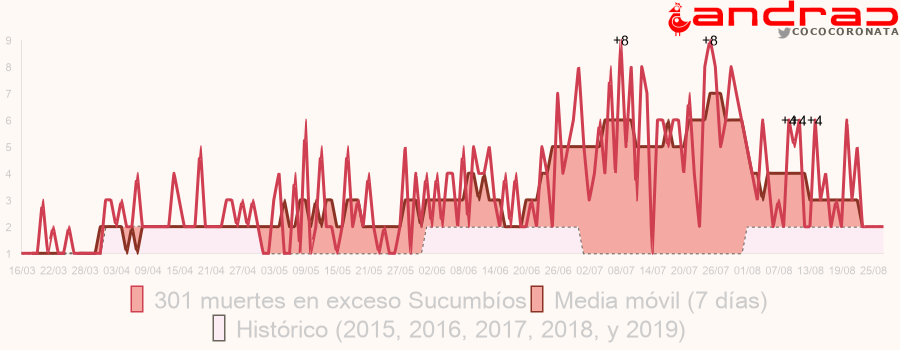 andrac
COCOCORONATA
+8 +8
+4 +4 +4
9
8
7
6
5
4
3
2
1
16/03 22/03 28/03 03/04 09/04 15/04 21/04 27/04 03/05 09/05 15/05 21/05 27/05 02/06 08/06 14/06 20/06 26/06 02/07 08/07 14/07 20/07 26/07 01/08 07/08 13/08 19/08 25/08
301 muertes en exceso Sucumbíos Media móvil (7 días)
Histórico (2015, 2016, 2017, 2018, y 2019)